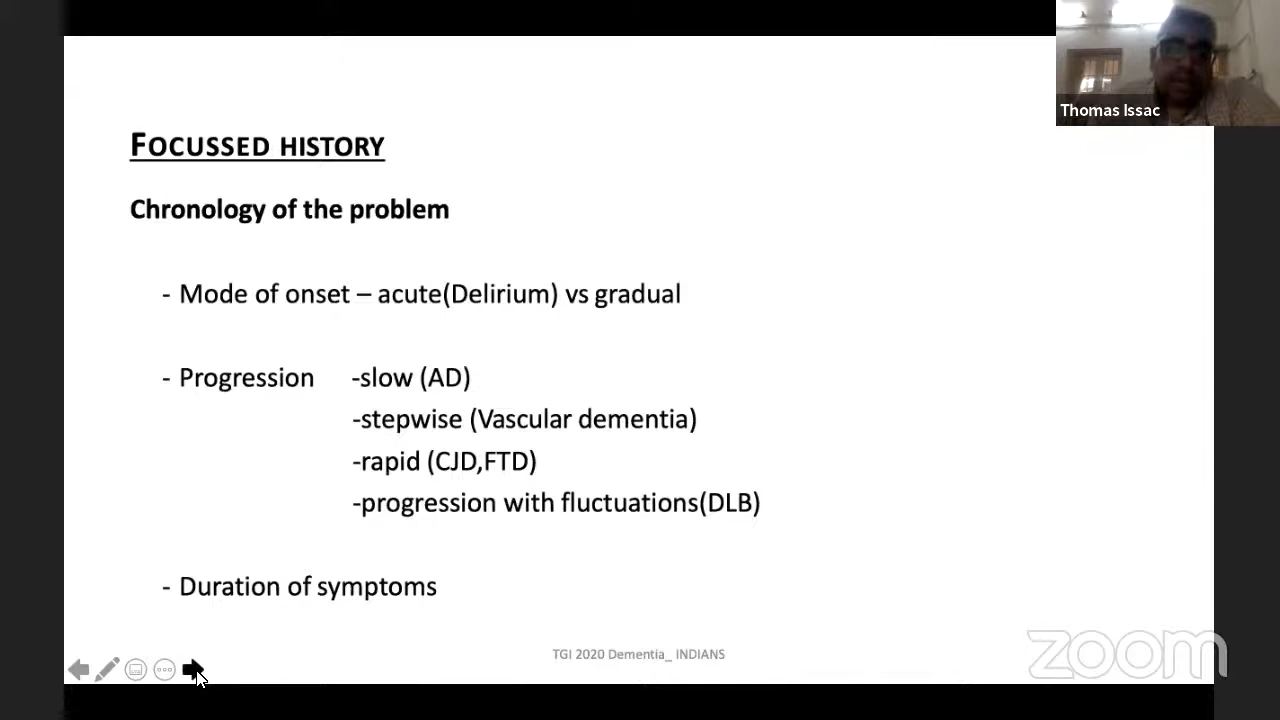 Thomas Issac
FOCUSSED HISTORY
Chronology of the problem
- Mode of onset – acute(Delirium) vs gradual
- Progression -slow (AD)
-stepwise (Vascular dementia)
-rapid (CJD,FTD)
-progression with fluctuations(DLB)
- Duration of symptoms
TGI 2020 Dementia_ INDIANS
zoom